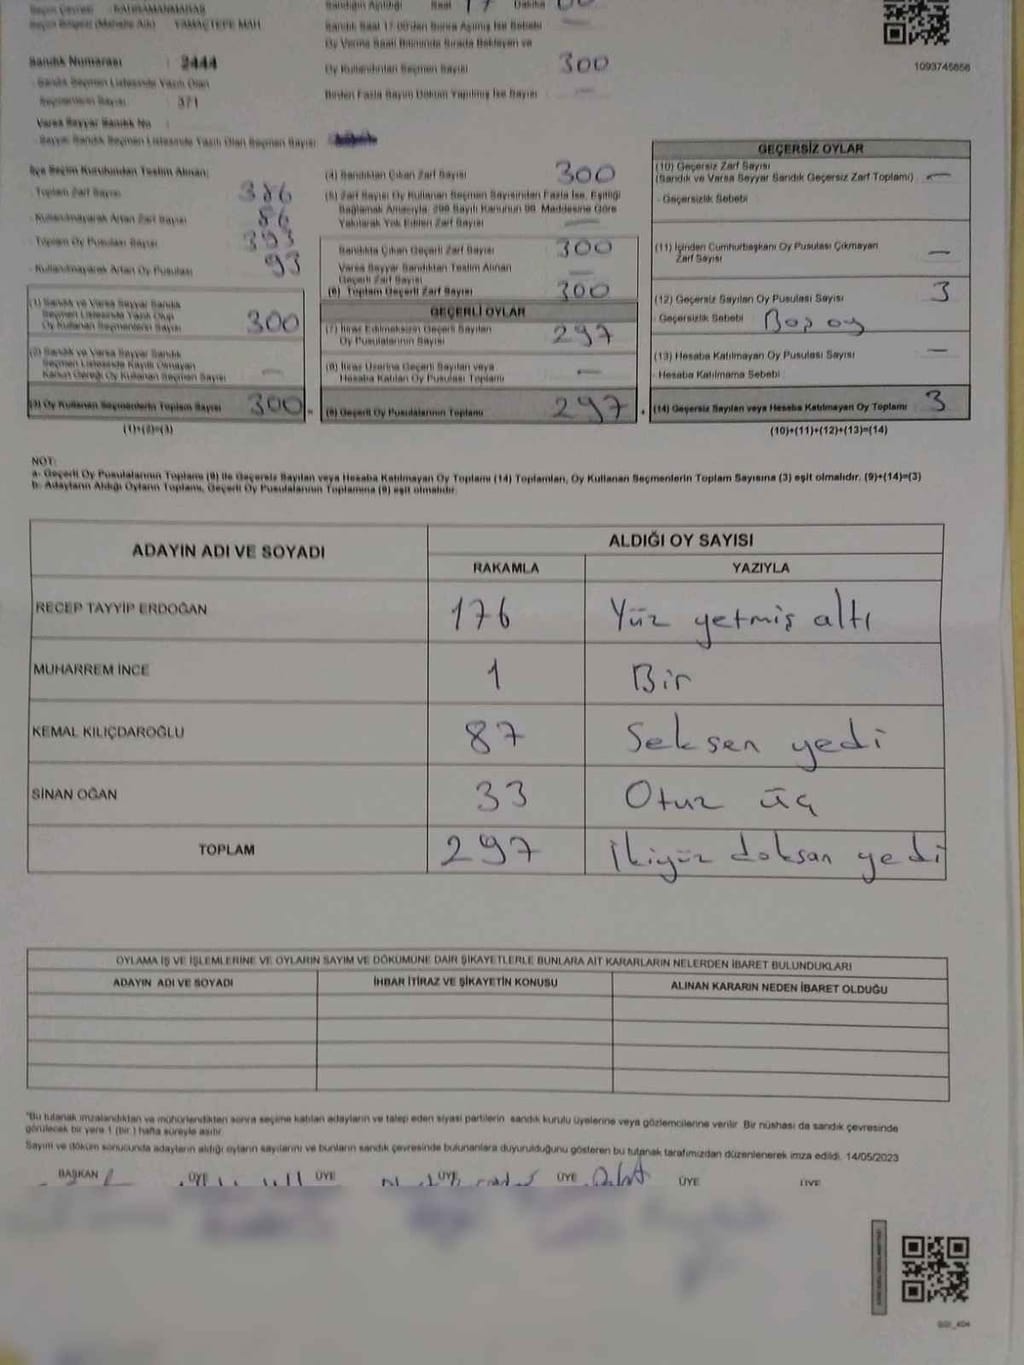 Seçim Çevresi : KAHRAMANMARAŞ
Seçim Bölgesi (Mahalle Adı) : YAMAÇTEPE MAH
Sandık Numarası : 2444
Sandık Seçmen Listesinde Yazılı Olan
Seçmenlerin Sayısı : 371
Varsa Seyyar Sandık No :
Seyyar Sandık Seçmen Listesinde Yazılı Olan Seçmen Sayısı :
Sandığın Açıldığı Saat 17 Dakika 00
Sandık Saat 17:00'den Sonra Açılmış İse Sebebi —
Oy Verme Saati Bitiminde Sırada Bekleyen ve
Oy Kullandırılan Seçmen Sayısı 300
Birden Fazla Sayım Döküm Yapılmış İse Sayısı —
1093745656
İlçe Seçim Kurulundan Teslim Alınan:
Toplam Zarf Sayısı 386
Kullanılmayarak Artan Zarf Sayısı 86
Toplam Oy Pusulası Sayısı 393
Kullanılmayarak Artan Oy Pusulası 93
(1) Sandık ve Varsa Seyyar Sandık
Seçmen Listesinde Yazılı Olup
Oy Kullanan Seçmenlerin Sayısı 300
(2) Sandık ve Varsa Seyyar Sandık
Seçmen Listesinde Kayıtlı Olmayan
Kanun Gereği Oy Kullanan Seçmen Sayısı —
(3) Oy Kullanan Seçmenlerin Toplam Sayısı 300
(1)+(2)=(3)
(4) Sandıktan Çıkan Zarf Sayısı 300
(5) Zarf Sayısı Oy Kullanan Seçmen Sayısından Fazla İse, Eşitliği
Sağlamak Amacıyla, 298 Sayılı Kanunun 98. Maddesine Göre
Yakılarak Yok Edilen Zarf Sayısı —
Sandıkta Çıkan Geçerli Zarf Sayısı 300
Varsa Seyyar Sandıktan Teslim Alınan
Geçerli Zarf Sayısı —
(6) Toplam Geçerli Zarf Sayısı 300
GEÇERLİ OYLAR
(7) İtiraz Edilmeksizin Geçerli Sayılan
Oy Pusulalarının Sayısı 297
(8) İtiraz Üzerine Geçerli Sayılan veya
Hesaba Katılan Oy Pusulası Toplamı —
(9) Geçerli Oy Pusulalarının Toplamı 297
GEÇERSİZ OYLAR
(10) Geçersiz Zarf Sayısı
(Sandık ve Varsa Seyyar Sandık Geçersiz Zarf Toplamı) —
- Geçersizlik Sebebi
(11) İçinden Cumhurbaşkanı Oy Pusulası Çıkmayan
Zarf Sayısı —
(12) Geçersiz Sayılan Oy Pusulası Sayısı 3
- Geçersizlik Sebebi : Boş oy
(13) Hesaba Katılmayan Oy Pusulası Sayısı —
- Hesaba Katılmama Sebebi :
(14) Geçersiz Sayılan veya Hesaba Katılmayan Oy Toplamı 3
(10)+(11)+(12)+(13)=(14)
NOT:
a- Geçerli Oy Pusulalarının Toplamı (9) ile Geçersiz Sayılan veya Hesaba Katılmayan Oy Toplamı (14) Toplamları, Oy Kullanan Seçmenlerin Toplam Sayısına (3) eşit olmalıdır. (9)+(14)=(3)
b- Adayların Aldığı Oyların Toplamı, Geçerli Oy Pusulalarının Toplamına (9) eşit olmalıdır.
ADAYIN ADI VE SOYADI
ALDIĞI OY SAYISI
RAKAMLA YAZIYLA
RECEP TAYYİP ERDOĞAN 176 Yüz yetmiş altı
MUHARREM İNCE 1 Bir
KEMAL KILIÇDAROĞLU 87 Seksen yedi
SİNAN OĞAN 33 Otuz üç
TOPLAM 297 İkiyüz doksan yedi
OYLAMA İŞ VE İŞLEMLERİNE VE OYLARIN SAYIM VE DÖKÜMÜNE DAİR ŞİKAYETLERLE BUNLARA AİT KARARLARIN NELERDEN İBARET BULUNDUKLARI
ADAYIN ADI VE SOYADI İHBAR İTİRAZ VE ŞİKAYETİN KONUSU ALINAN KARARIN NEDEN İBARET OLDUĞU
"Bu tutanak imzalandıktan ve mühürlendikten sonra seçime katılan adayların ve talep eden siyasi partilerin sandık kurulu üyelerine veya gözlemcilerine verilir. Bir nüshası da sandık çevresinde
görülecek bir yere 1 (bir ) hafta süreyle asılır.
Sayım ve döküm sonucunda adayların aldığı oyların sayılarını ve bunların sandık çevresinde bulunanlara duyurulduğunu gösteren bu tutanak tarafımızdan düzenlenerek imza edildi. 14/05/2023
BAŞKAN ÜYE ÜYE ÜYE ÜYE ÜYE ÜYE